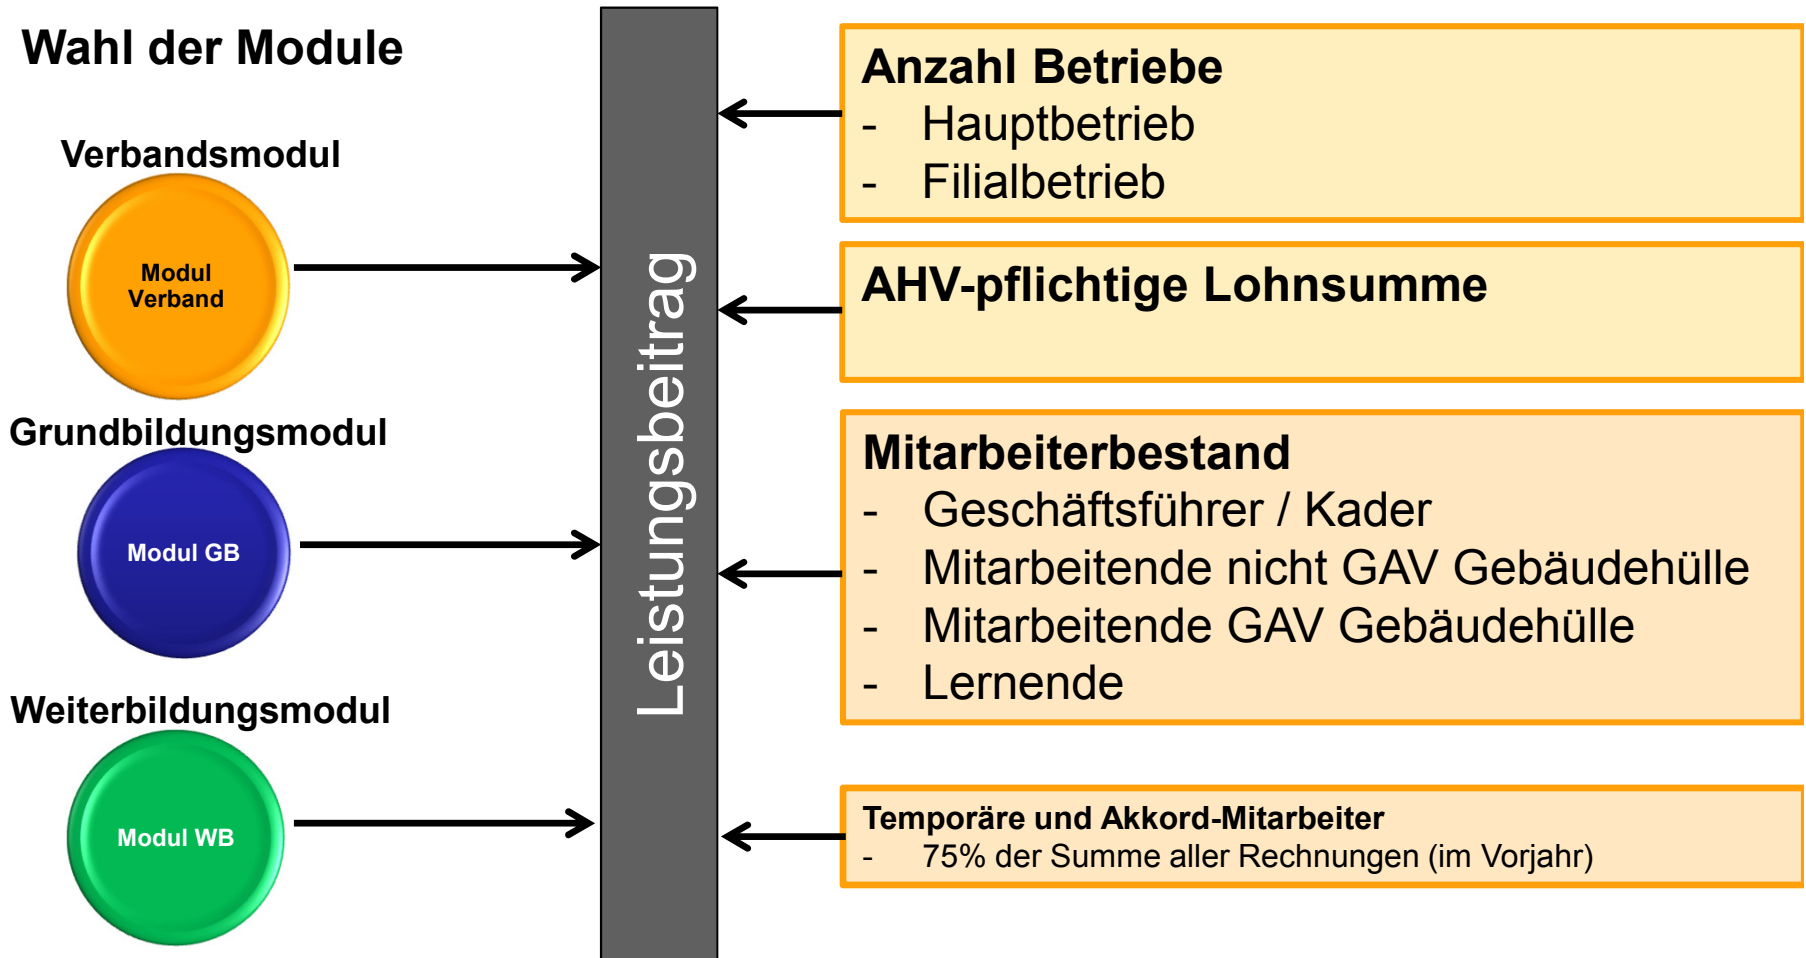 Wahl der Module
Verbandsmodul
Modul
Verband
Grundbildungsmodul
Modul GB
Weiterbildungsmodul
Modul WB
Leistungsbeitrag
Anzahl Betriebe
- Hauptbetrieb
- Filialbetrieb
AHV-pflichtige Lohnsumme
Mitarbeiterbestand
- Geschäftsführer / Kader
- Mitarbeitende nicht GAV Gebäudehülle
- Mitarbeitende GAV Gebäudehülle
- Lernende
Temporäre und Akkord-Mitarbeiter
- 75% der Summe aller Rechnungen (im Vorjahr)